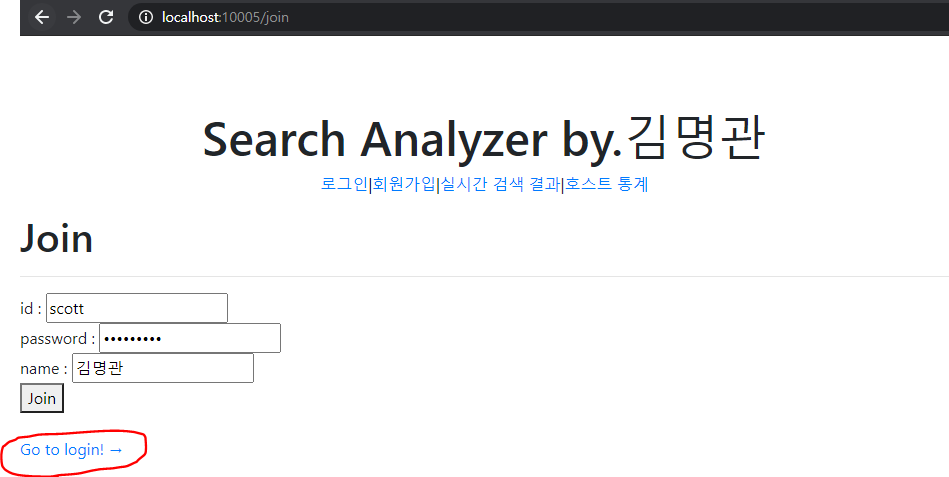 localhost:10005/join
Search Analyzer by.김명관
로그인|회원가입|실시간 검색 결과|호스트 통계
Join
id : scott
password : •••••••••
name : 김명관
Join
Go to login! →